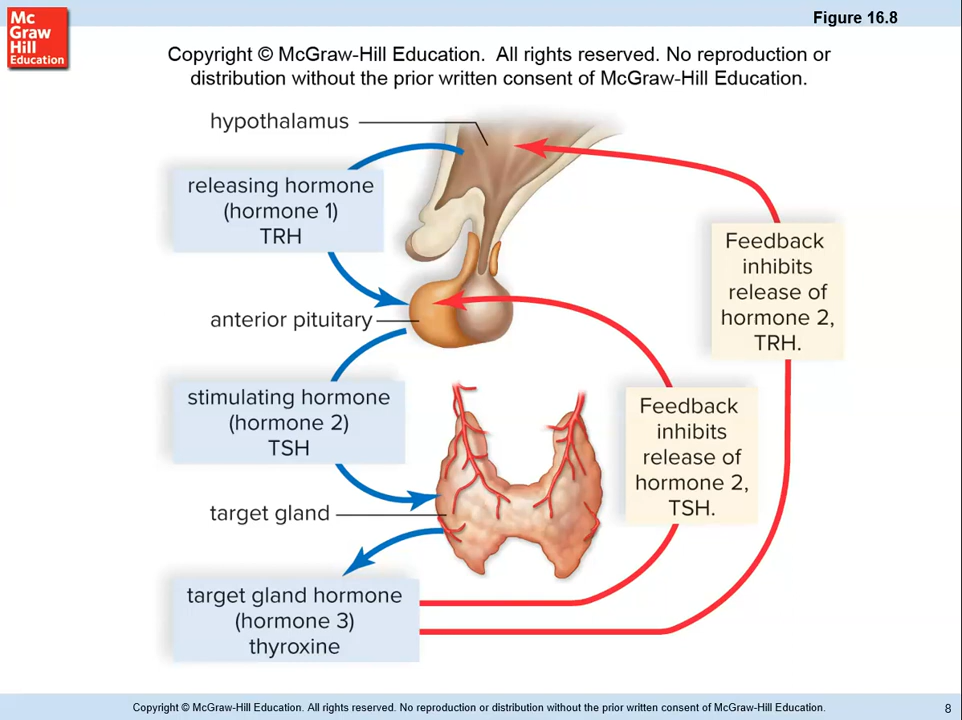 Mc
Graw
Hill
Education
Figure 16.8
Copyright © McGraw-Hill Education. All rights reserved. No reproduction or
distribution without the prior written consent of McGraw-Hill Education.
hypothalamus
releasing hormone
(hormone 1)
TRH
anterior pituitary
stimulating hormone
(hormone 2)
TSH
target gland
target gland hormone
(hormone 3)
thyroxine
Feedback
inhibits
release of
hormone 2,
TSH.
Feedback
inhibits
release of
hormone 2,
TRH.
Copyright © McGraw-Hill Education. All rights reserved. No reproduction or distribution without the prior written consent of McGraw-Hill Education.
8